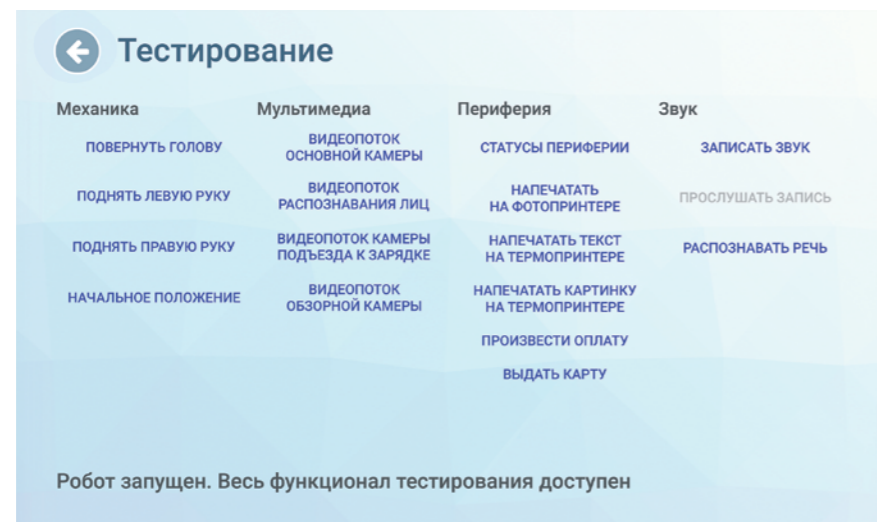 Тестирование
Механика
ПОВЕРНУТЬ ГОЛОВУ
ПОДНЯТЬ ЛЕВУЮ РУКУ
ПОДНЯТЬ ПРАВУЮ РУКУ
НАЧАЛЬНОЕ ПОЛОЖЕНИЕ
Мультимедиа
ВИДЕОПОТОК
ОСНОВНОЙ КАМЕРЫ
ВИДЕОПОТОК
РАСПОЗНАВАНИЯ ЛИЦ
ВИДЕОПОТОК КАМЕРЫ
ПОДЪЕЗДА К ЗАРЯДКЕ
ВИДЕОПОТОК
ОБЗОРНОЙ КАМЕРЫ
Периферия
СТАТУСЫ ПЕРИФЕРИИ
НАПЕЧАТАТЬ
НА ФОТОПРИНТЕРЕ
НАПЕЧАТАТЬ ТЕКСТ
НА ТЕРМОПРИНТЕРЕ
НАПЕЧАТАТЬ КАРТИНКУ
НА ТЕРМОПРИНТЕРЕ
ПРОИЗВЕСТИ ОПЛАТУ
ВЫДАТЬ КАРТУ
Звук
ЗАПИСАТЬ ЗВУК
ПРОСЛУШАТЬ ЗАПИСЬ
РАСПОЗНАВАТЬ РЕЧЬ
Робот запущен. Весь функционал тестирования доступен